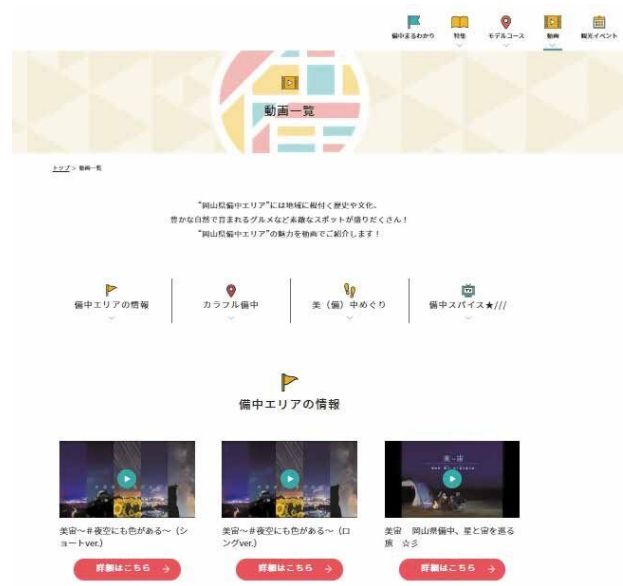 備中まるわかり 特集 モデルコース 動画 観光イベント
動画一覧
トップ > 動画一覧
“岡山県備中エリア”には地域に根付く歴史や文化、
豊かな自然で育まれるグルメなど素敵なスポットが盛りだくさん！
“岡山県備中エリア”の魅力を動画でご紹介します！
備中エリアの情報 カラフル備中 美（備）中めぐり 備中スパイス★///
備中エリアの情報
美・宙
美宙～＃夜空にも色がある～（シ
ョートver.）
詳細はこちら →
美宙～＃夜空にも色がある～（ロ
ングver.）
詳細はこちら →
美宙　岡山県備中、星と宙を巡る
旅　☆彡
詳細はこちら →